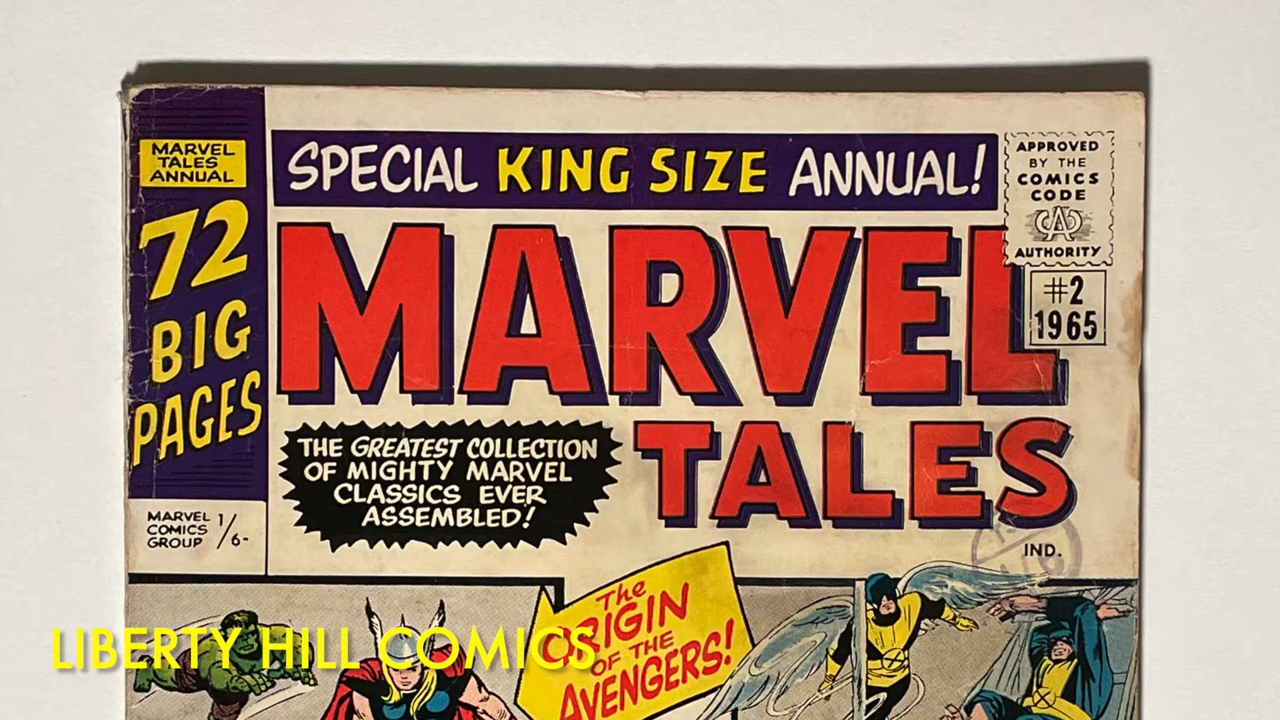 MARVEL
TALES
ANNUAL
72
BIG
PAGES
MARVEL
COMICS
GROUP
1/6-
SPECIAL KING SIZE ANNUAL!
APPROVED
BY THE
COMICS
CODE
CA
AUTHORITY
#2
1965
MARVEL
TALES
THE GREATEST COLLECTION
OF MIGHTY MARVEL
CLASSICS EVER
ASSEMBLED!
IND.
The
ORIGIN
OF THE
AVENGERS!
LIBERTY HILL COMICS